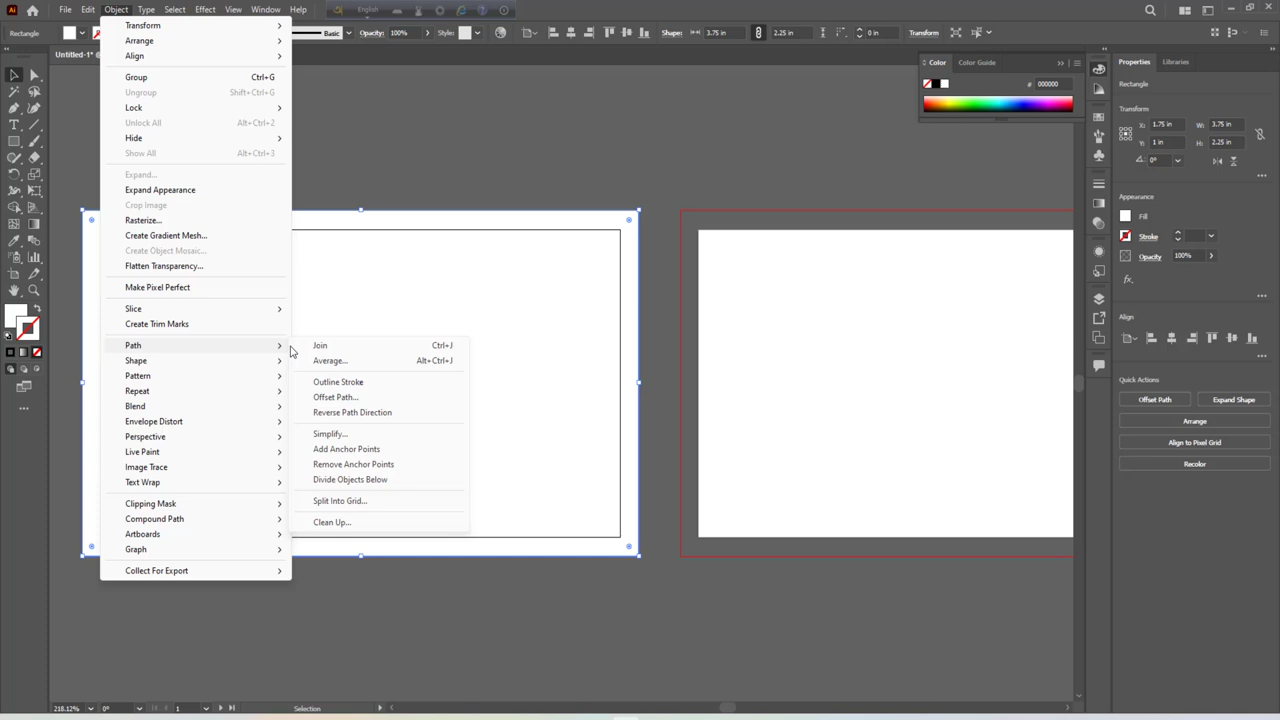 Ai File Edit Object Type Select Effect View Window Help English
Rectangle Basic Opacity: 100% Style: Shape: 3.75 in 2.25 in 0 in Transform
Untitled-1*
Transform
Arrange
Align
Group Ctrl+G
Ungroup Shift+Ctrl+G
Lock
Unlock All Alt+Ctrl+2
Hide
Show All Alt+Ctrl+3
Expand...
Expand Appearance
Crop Image
Rasterize...
Create Gradient Mesh...
Create Object Mosaic...
Flatten Transparency...
Make Pixel Perfect
Slice
Create Trim Marks
Path
Shape
Pattern
Repeat
Blend
Envelope Distort
Perspective
Live Paint
Image Trace
Text Wrap
Clipping Mask
Compound Path
Artboards
Graph
Collect For Export
Join Ctrl+J
Average... Alt+Ctrl+J
Outline Stroke
Offset Path...
Reverse Path Direction
Simplify...
Add Anchor Points
Remove Anchor Points
Divide Objects Below
Split Into Grid...
Clean Up...
Color Color Guide
# 000000
Properties Libraries
Rectangle
Transform
X: 1.75 in W: 3.75 in
Y: 1 in H: 2.25 in
0°
Appearance
Fill
Stroke
Opacity 100%
fx
Align
Quick Actions
Offset Path Expand Shape
Arrange
Align to Pixel Grid
Recolor
218.12% 0° 1 Selection